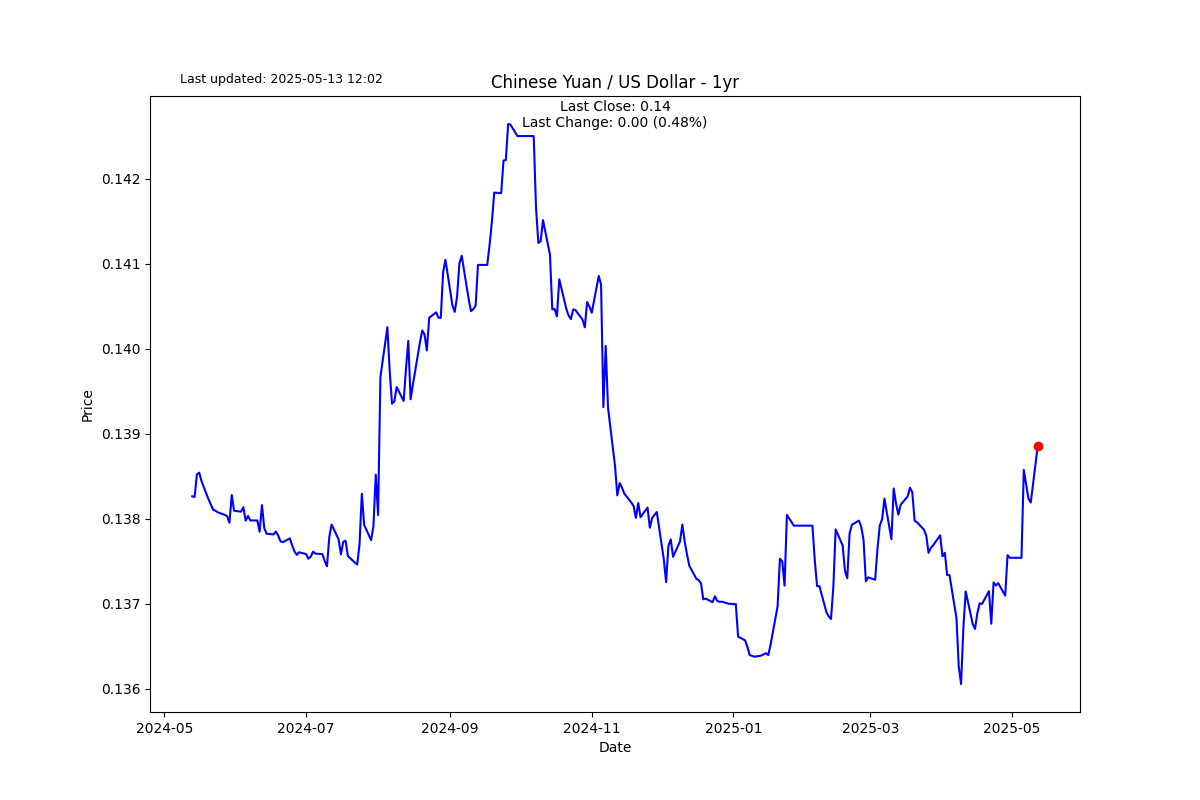 Last updated: 2025-05-13 12:02
Chinese Yuan / US Dollar - 1yr
Last Close: 0.14
Last Change: 0.00 (0.48%)
0.142
0.141
0.140
0.139
0.138
0.137
0.136
Price
2024-05 2024-07 2024-09 2024-11 2025-01 2025-03 2025-05
Date